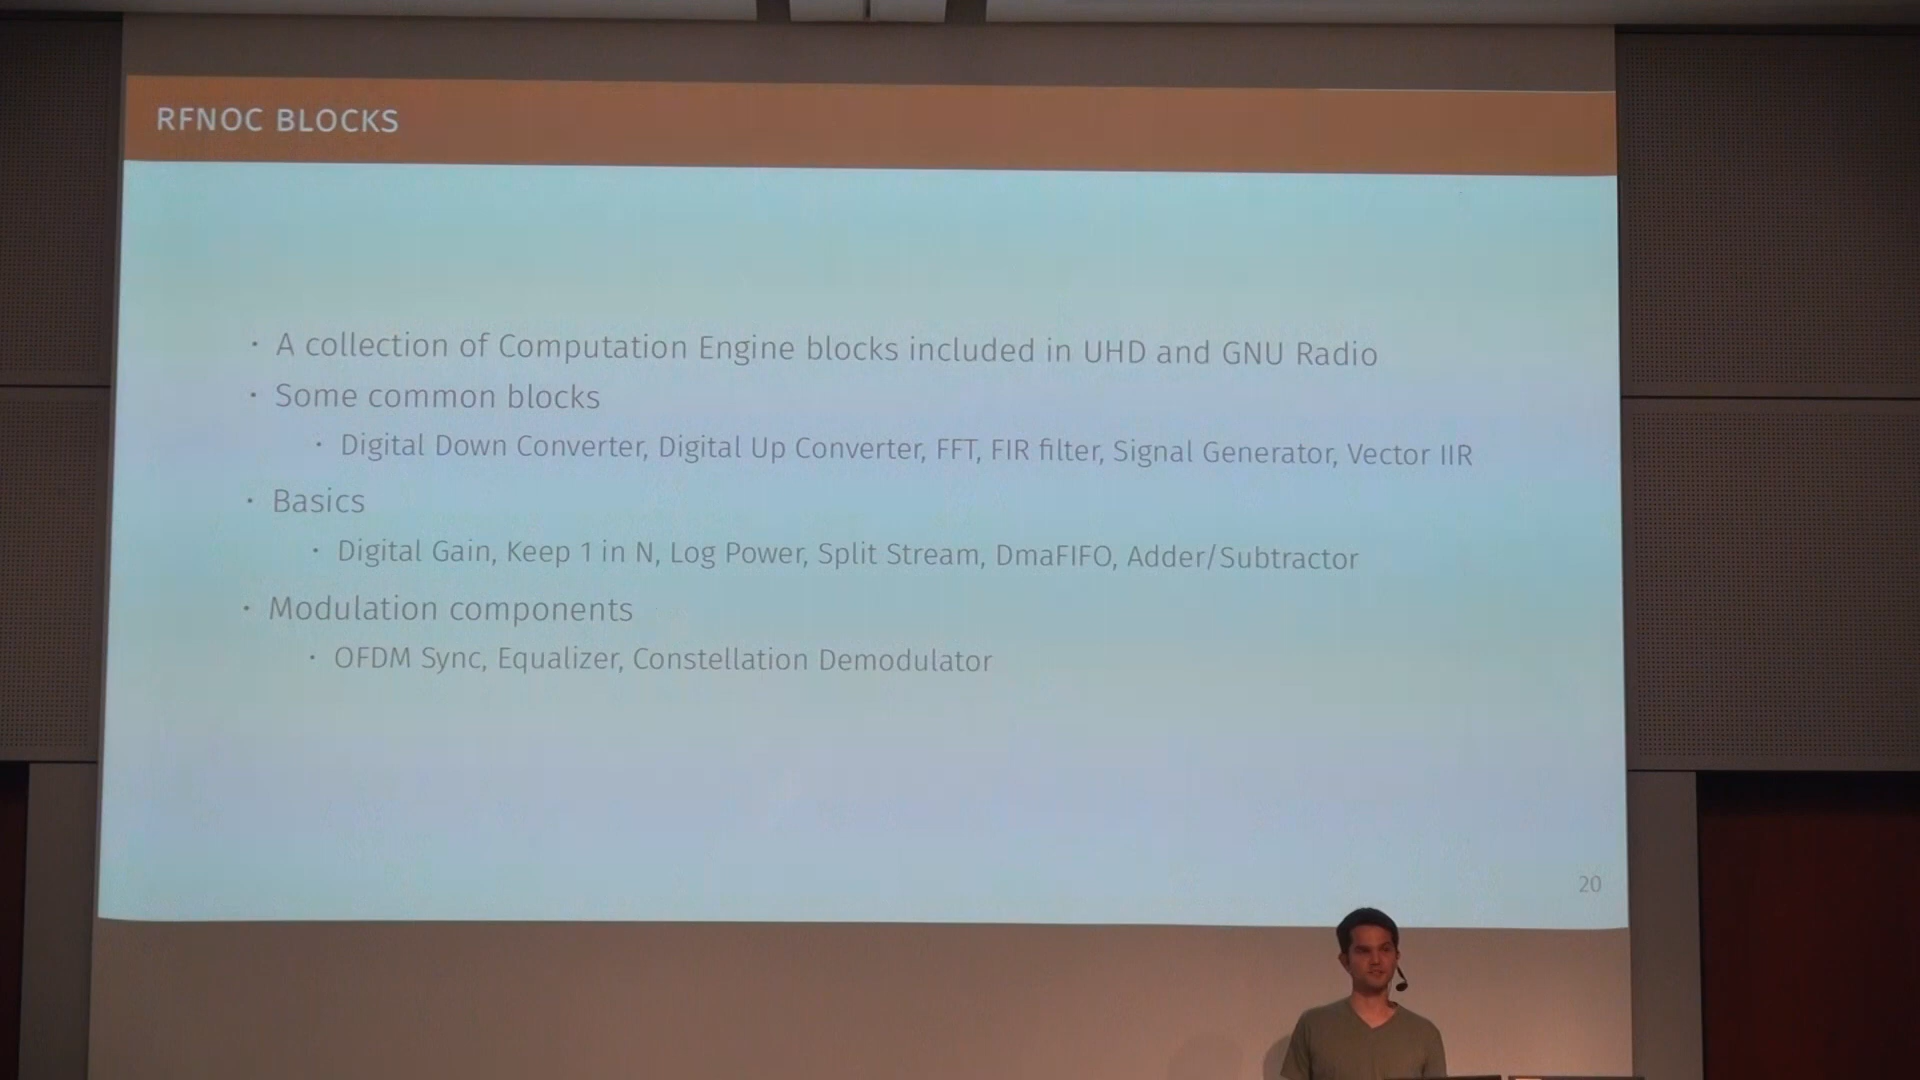 RFNOC BLOCKS
· A collection of Computation Engine blocks included in UHD and GNU Radio
· Some common blocks
· Digital Down Converter, Digital Up Converter, FFT, FIR filter, Signal Generator, Vector IIR
· Basics
· Digital Gain, Keep 1 in N, Log Power, Split Stream, DmaFIFO, Adder/Subtractor
· Modulation components
· OFDM Sync, Equalizer, Constellation Demodulator
20